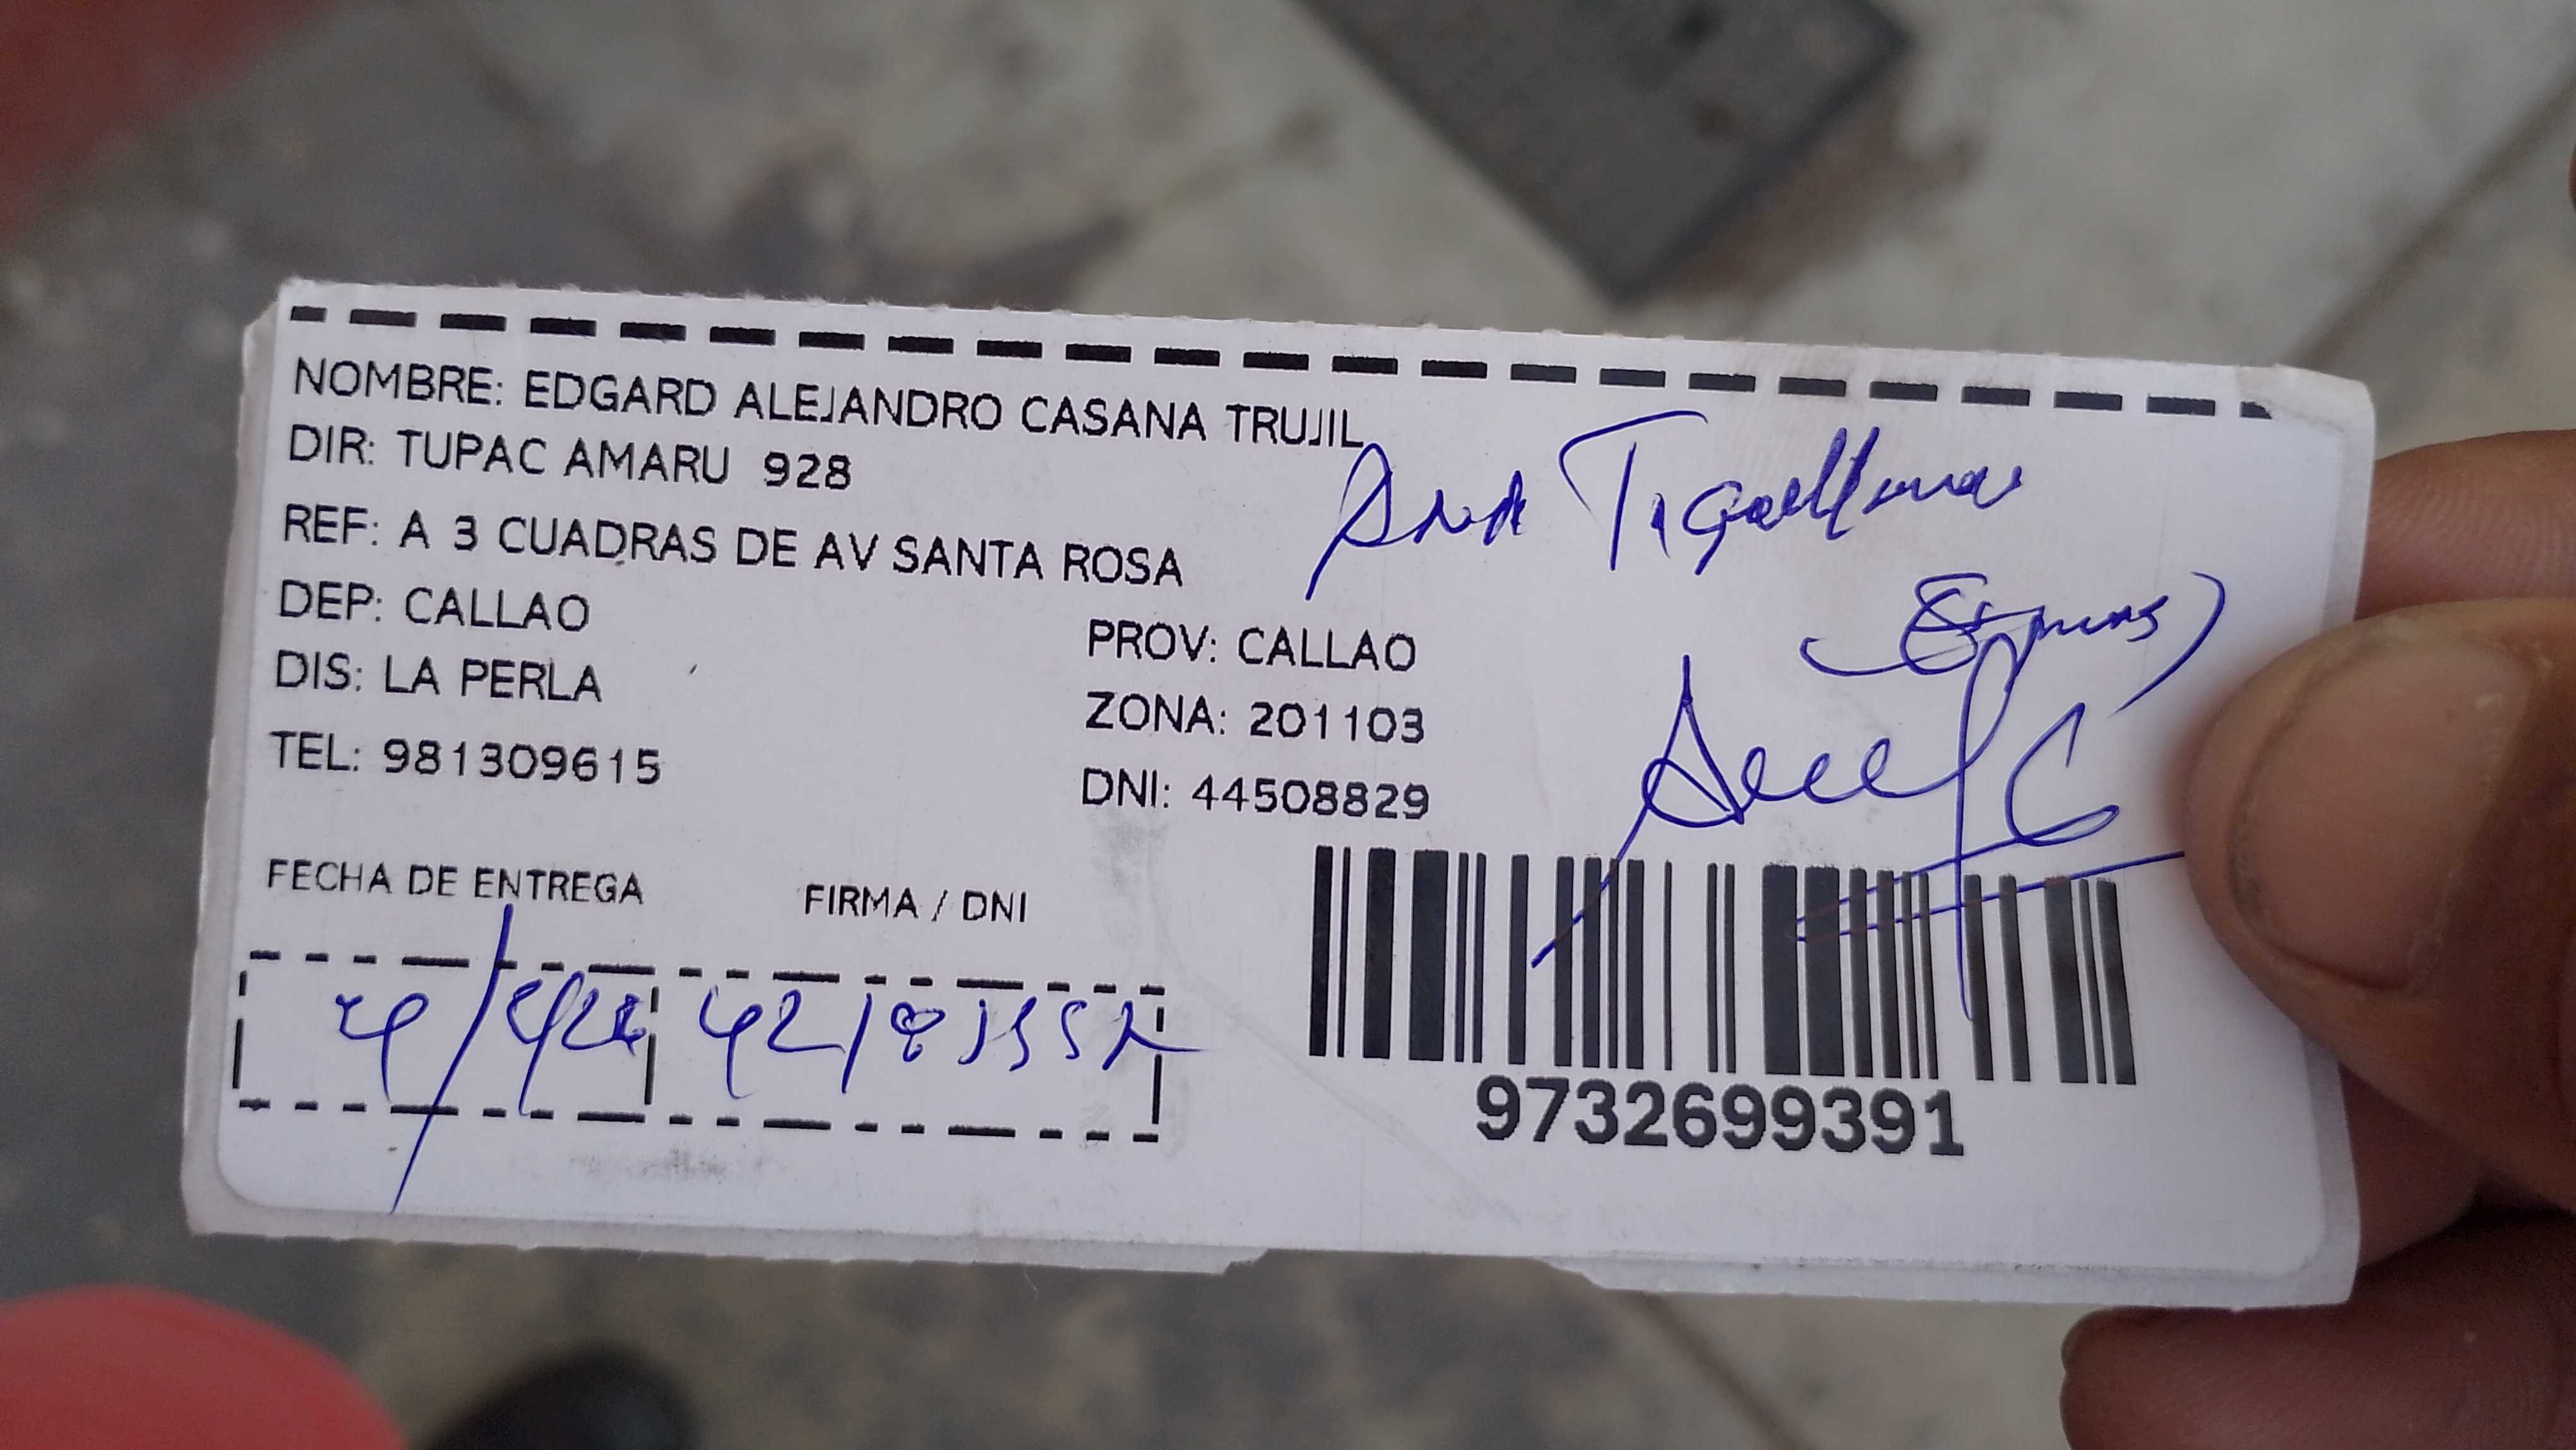 NOMBRE: EDGARD ALEJANDRO CASANA TRUJIL
DIR: TUPAC AMARU 928
REF: A 3 CUADRAS DE AV SANTA ROSA
DEP: CALLAO
PROV: CALLAO
DIS: LA PERLA
ZONA: 201103
TEL: 981309615
DNI: 44508829
FECHA DE ENTREGA
FIRMA / DNI
9732699391